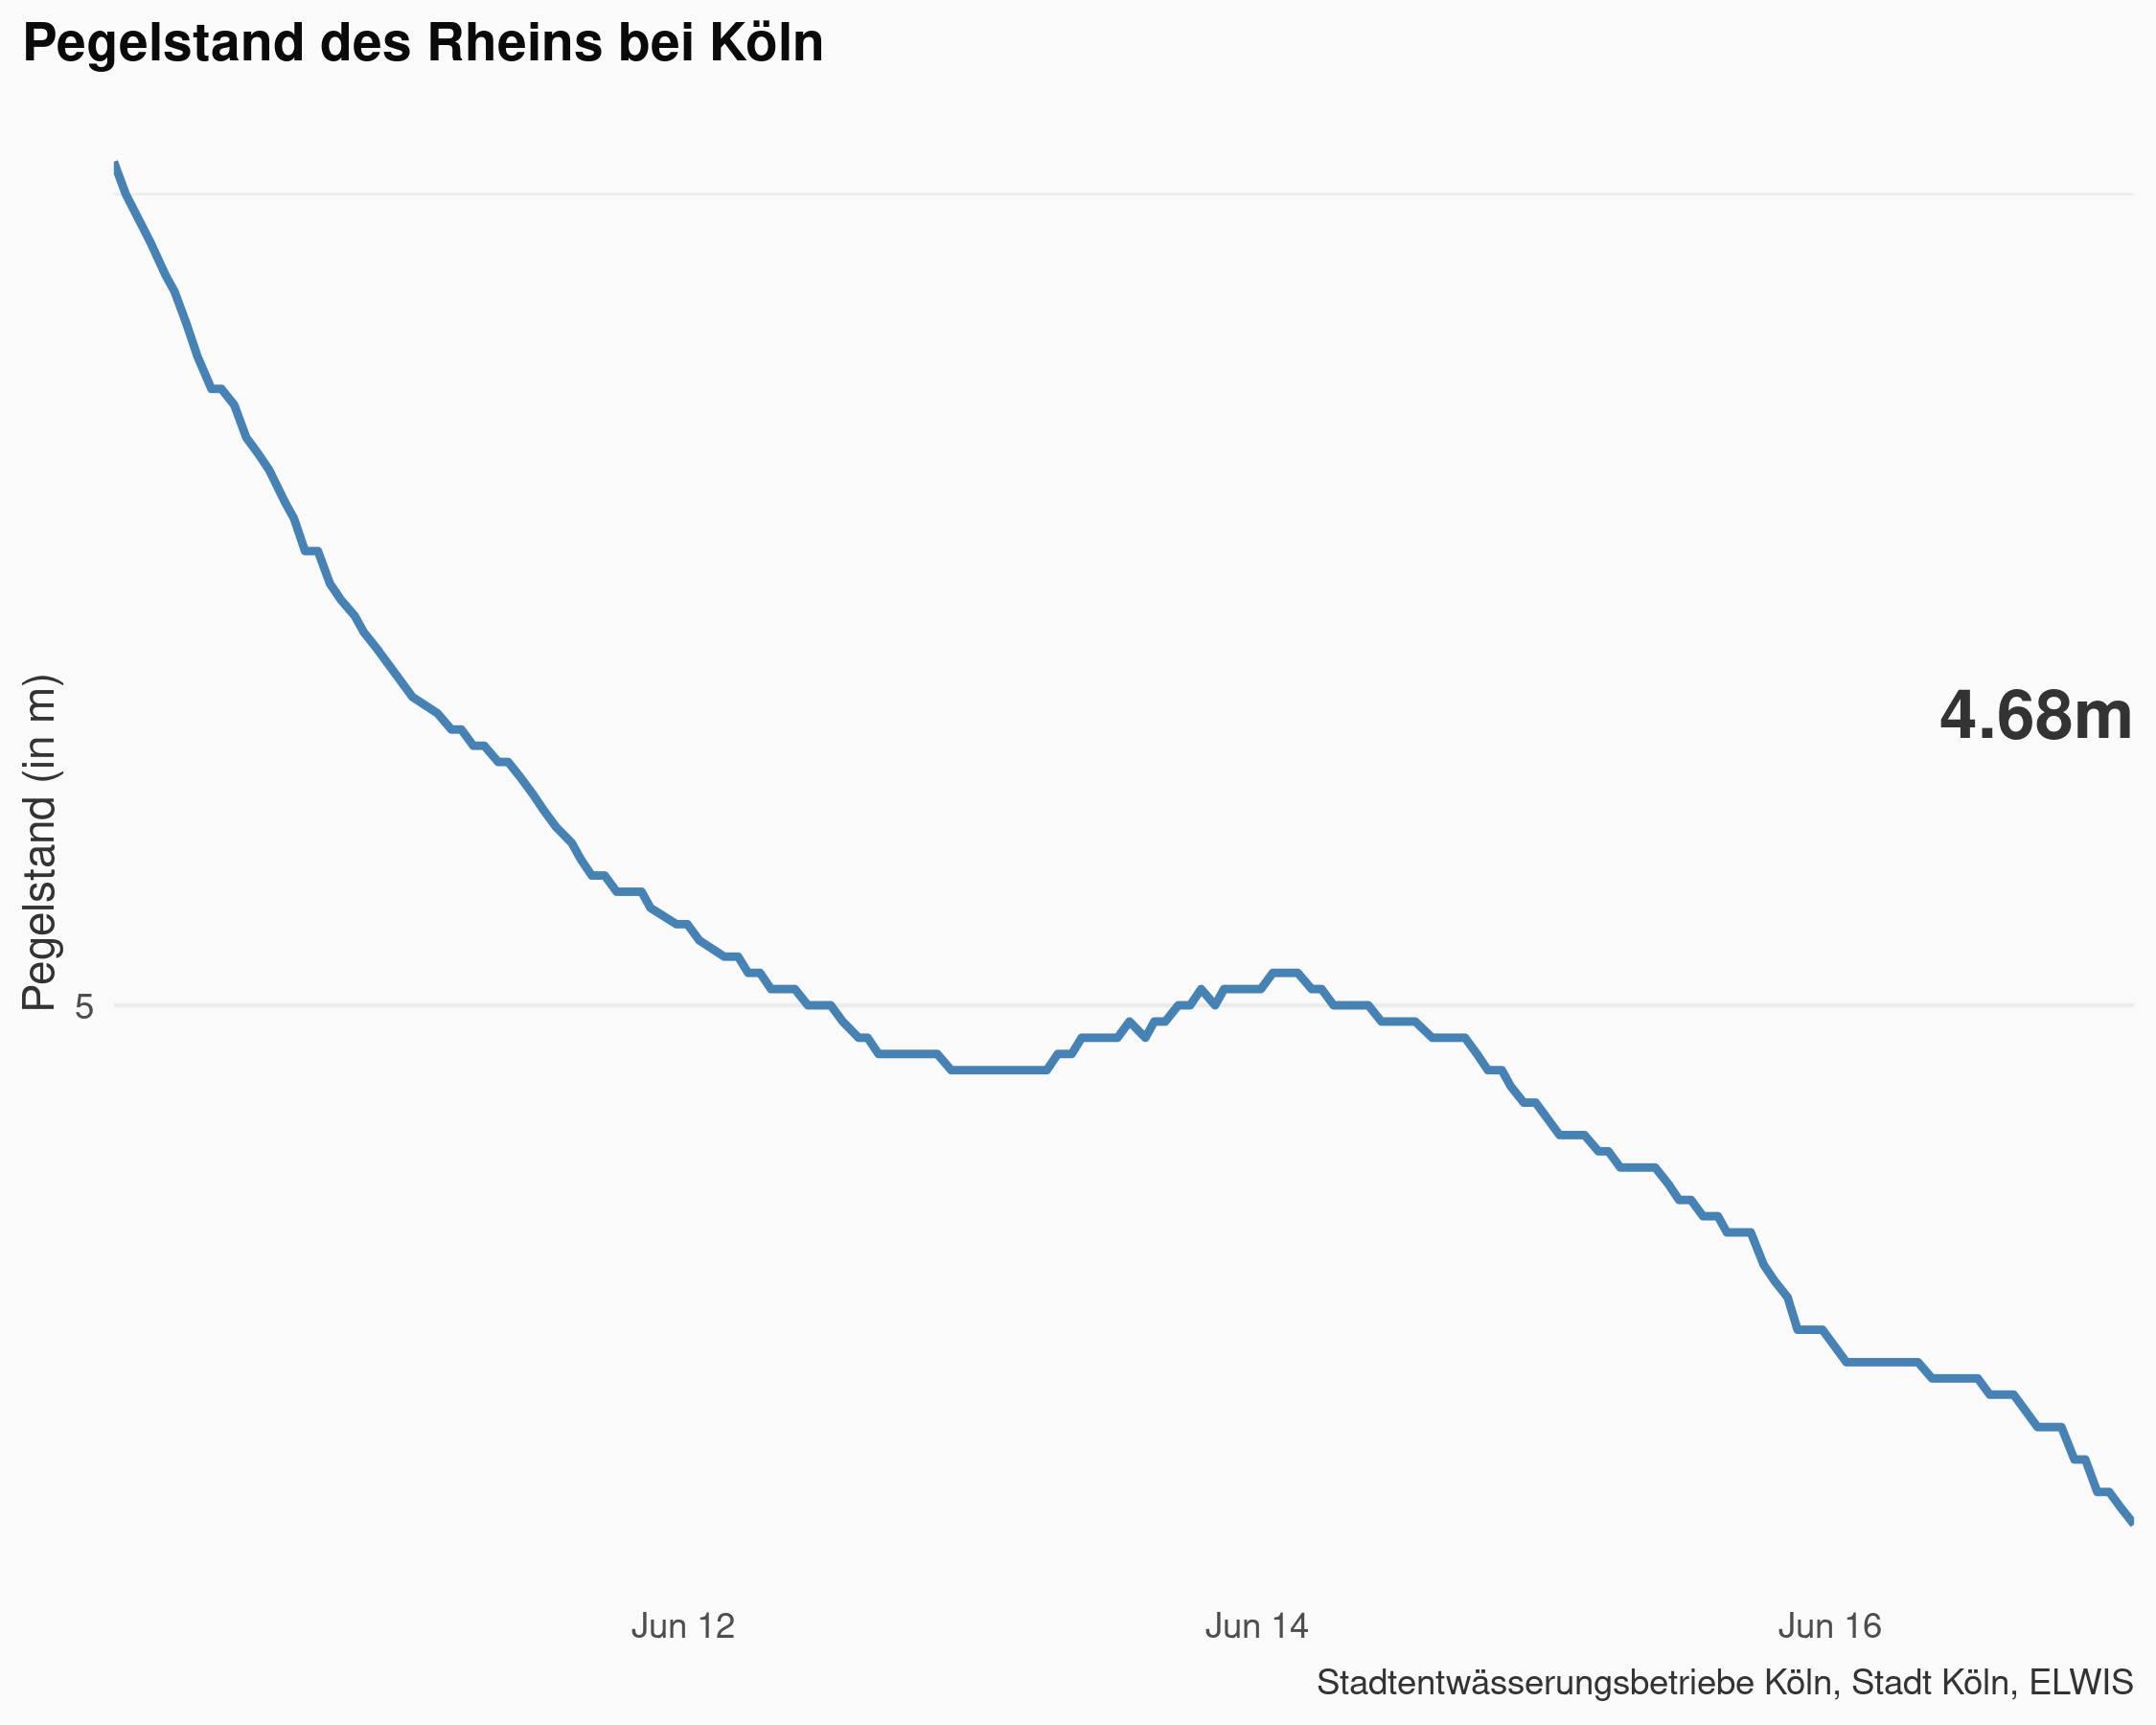 Pegelstand des Rheins bei Köln
Pegelstand (in m)
4.68m
5
Jun 12
Jun 14
Jun 16
Stadtentwässerungsbetriebe Köln, Stadt Köln, ELWIS